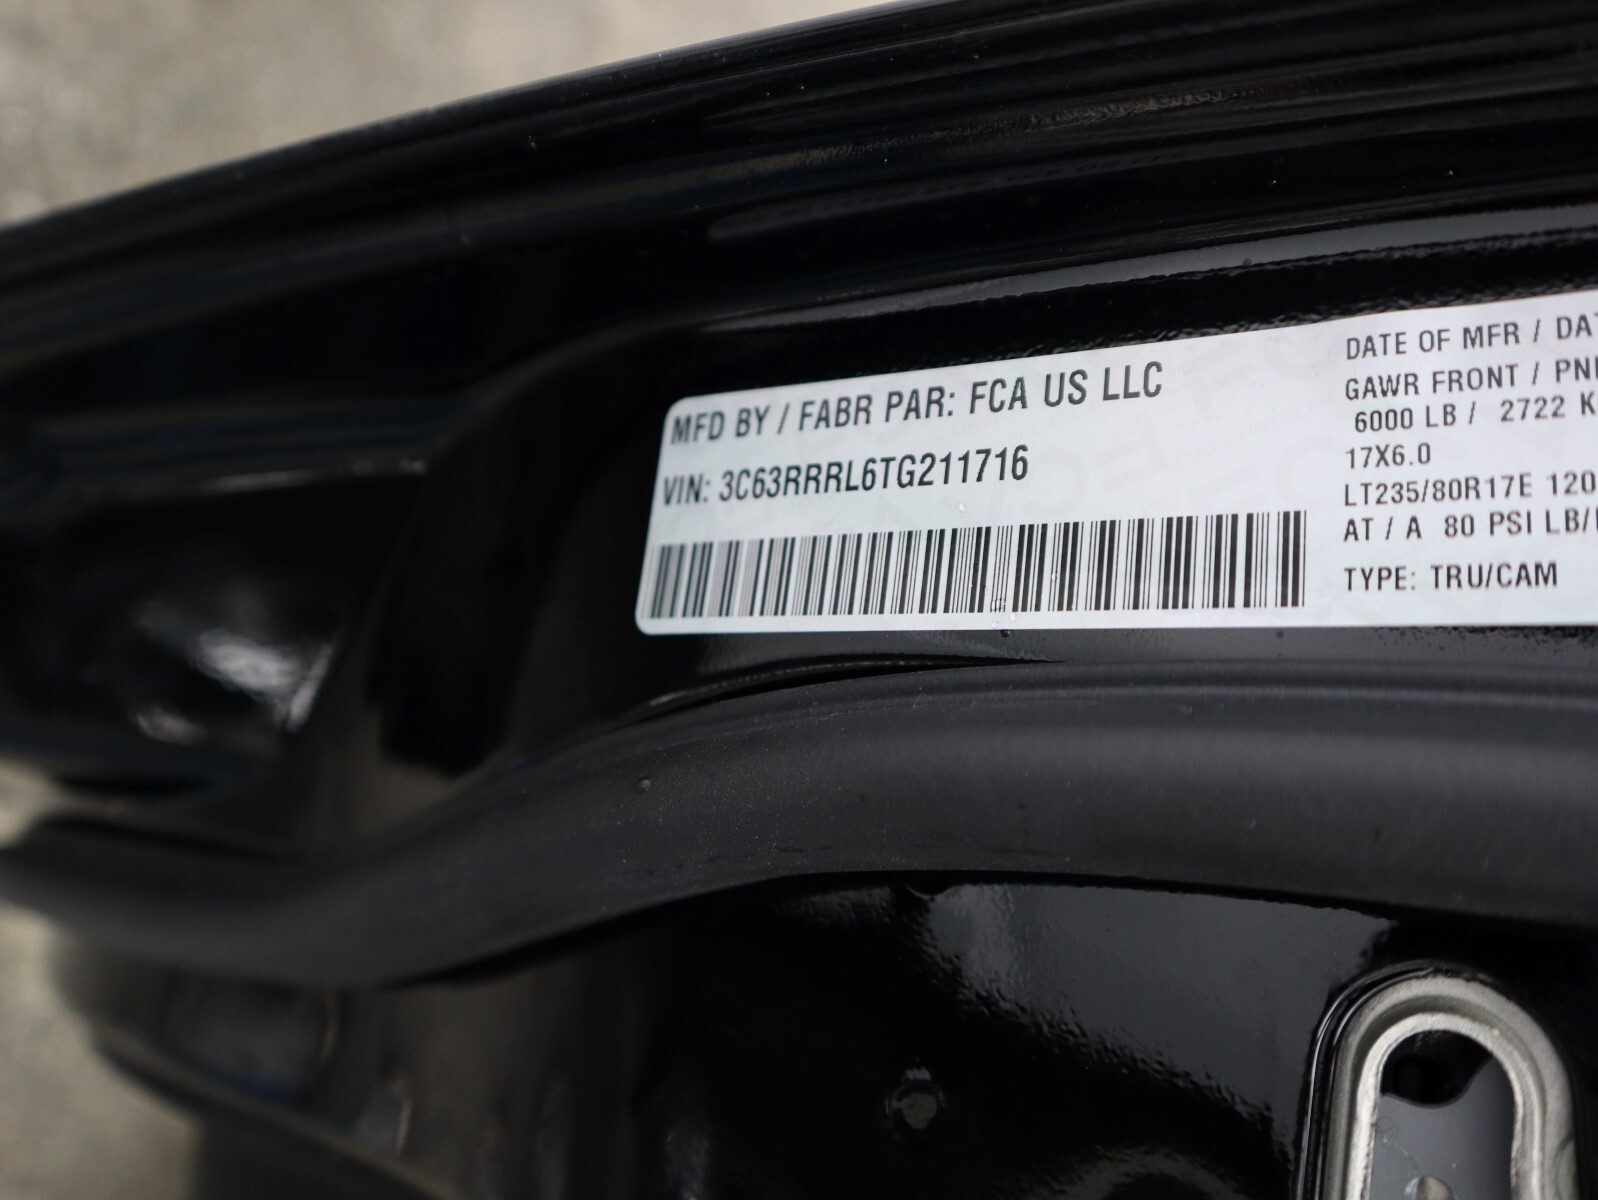 MFD BY / FABR PAR: FCA US LLC
VIN: 3C63RRRL6TG211716
DATE OF MFR / DAT
GAWR FRONT / PN
6000 LB / 2722 K
17X6.0
LT235/80R17E 120
AT / A 80 PSI LB/
TYPE: TRU/CAM